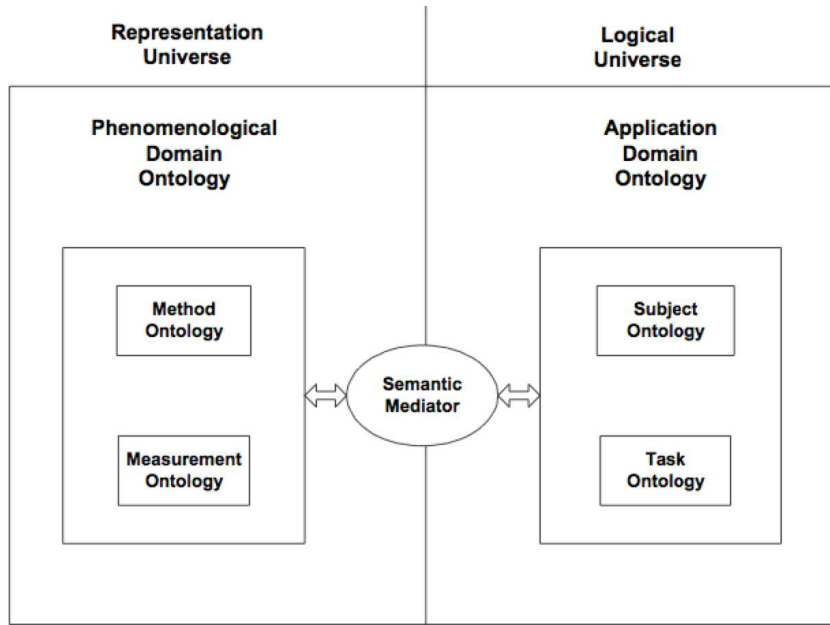 Representation
Universe
Logical
Universe
Phenomenological
Domain
Ontology
Application
Domain
Ontology
Method
Ontology
Measurement
Ontology
Semantic
Mediator
Subject
Ontology
Task
Ontology